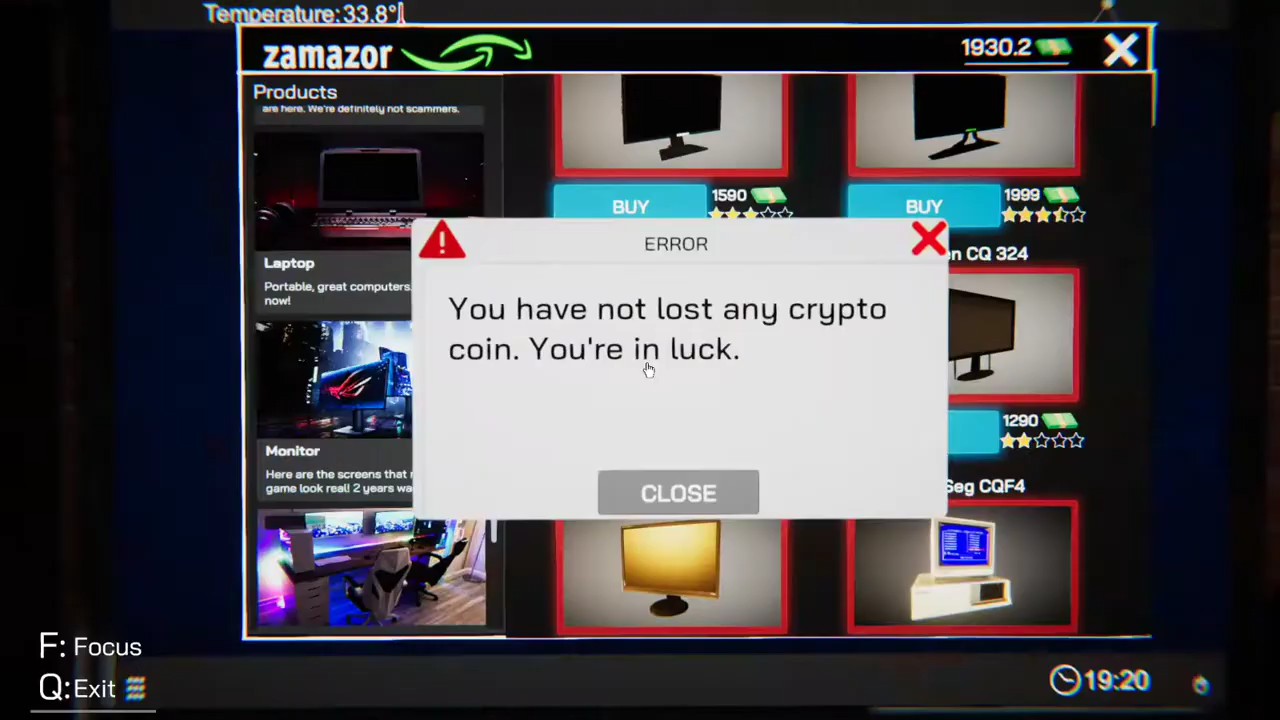 Temperature: 33.8°
zamazor
1930.2
Products
are here. We're definitely not scammers.
Laptop
Portable, great computers,
now!
Monitor
Here are the screens that
game look real! 2 years wa
BUY
1590
BUY
1999
ERROR
You have not lost any crypto
coin. You're in luck.
CLOSE
CQ 324
1290
Seg CQF4
F: Focus
Q: Exit
19:20